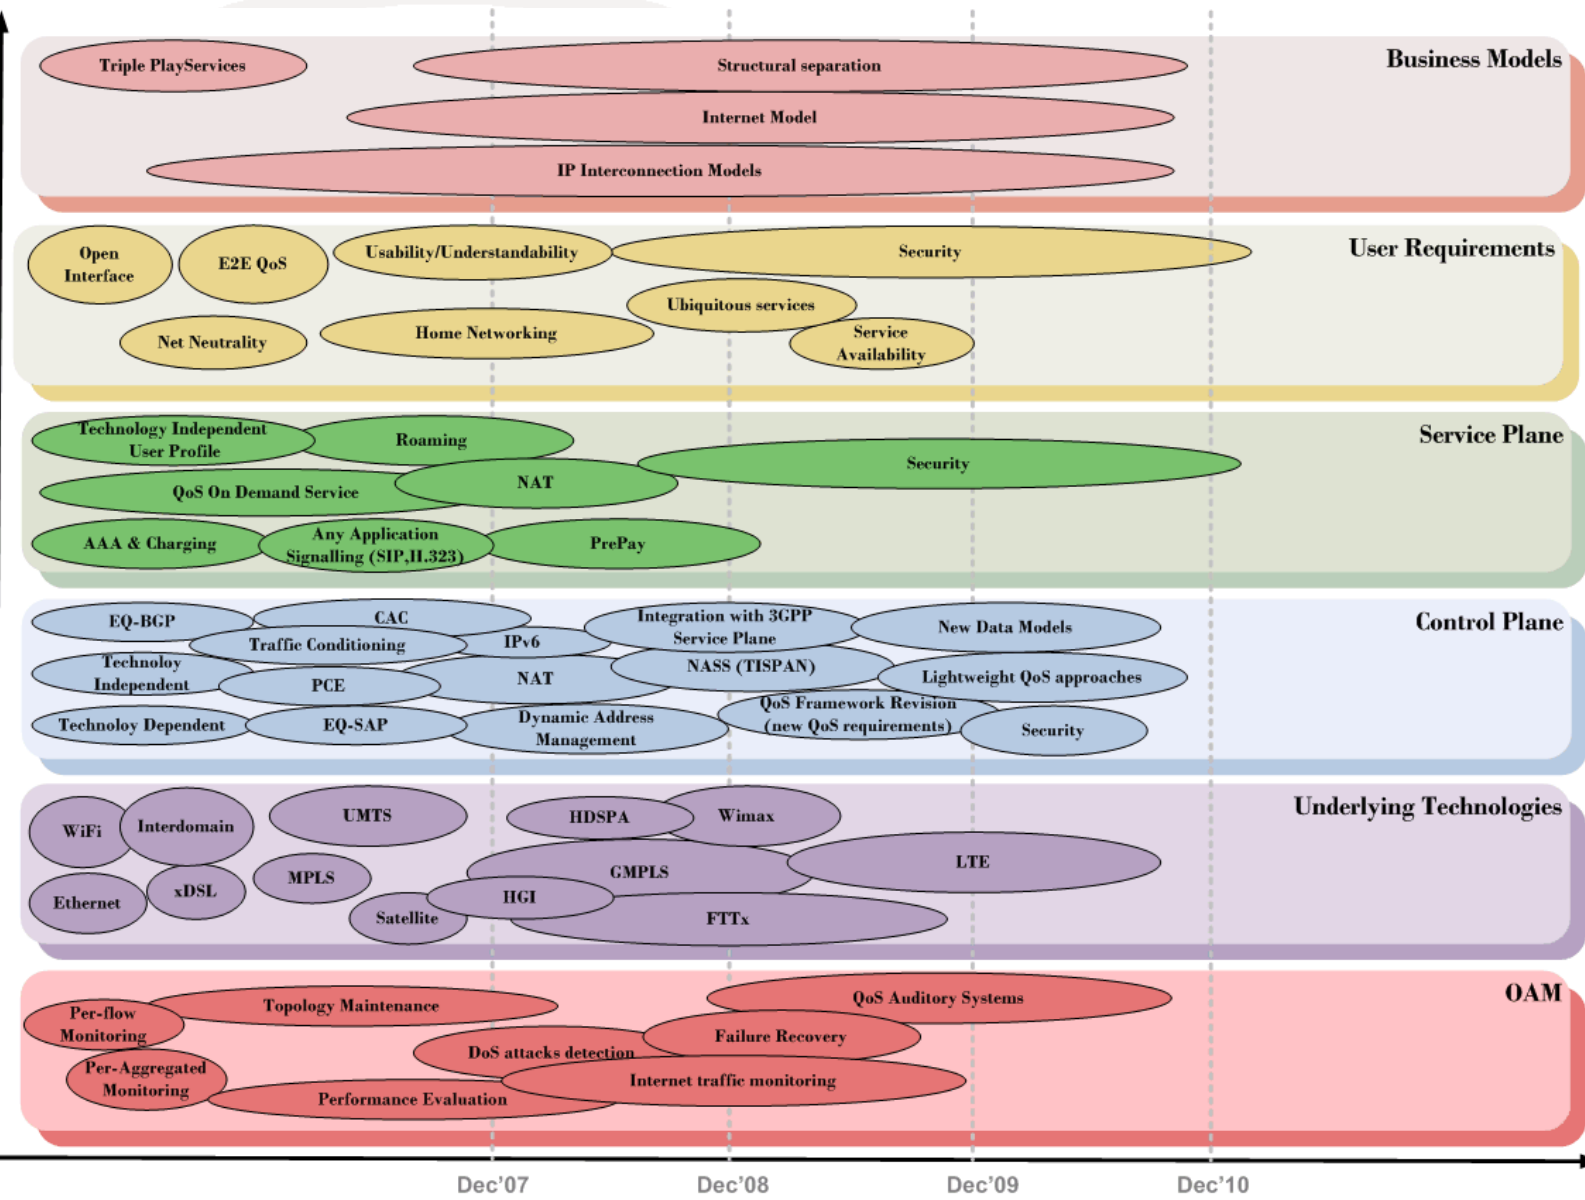 Business Models
Triple PlayServices
Structural separation
Internet Model
IP Interconnection Models
User Requirements
Open
Interface
E2E QoS
Usability/Understandability
Security
Ubiquitous services
Net Neutrality
Home Networking
Service
Availability
Service Plane
Technology Independent
User Profile
Roaming
Security
QoS On Demand Service
NAT
AAA & Charging
Any Application
Signalling (SIP,H.323)
PrePay
Control Plane
EQ-BGP
CAC
Integration with 3GPP
Service Plane
New Data Models
Traffic Conditioning
IPv6
Technoloy
Independent
PCE
NAT
NASS (TISPAN)
Lightweight QoS approaches
Technoloy Dependent
EQ-SAP
Dynamic Address
Management
QoS Framework Revision
(new QoS requirements)
Security
Underlying Technologies
WiFi
Interdomain
UMTS
HDSPA
Wimax
Ethernet
xDSL
MPLS
GMPLS
LTE
Satellite
HGI
FTTx
OAM
Per-flow
Monitoring
Topology Maintenance
QoS Auditory Systems
DoS attacks detection
Failure Recovery
Per-Aggregated
Monitoring
Performance Evaluation
Internet traffic monitoring
Dec'07
Dec'08
Dec'09
Dec'10